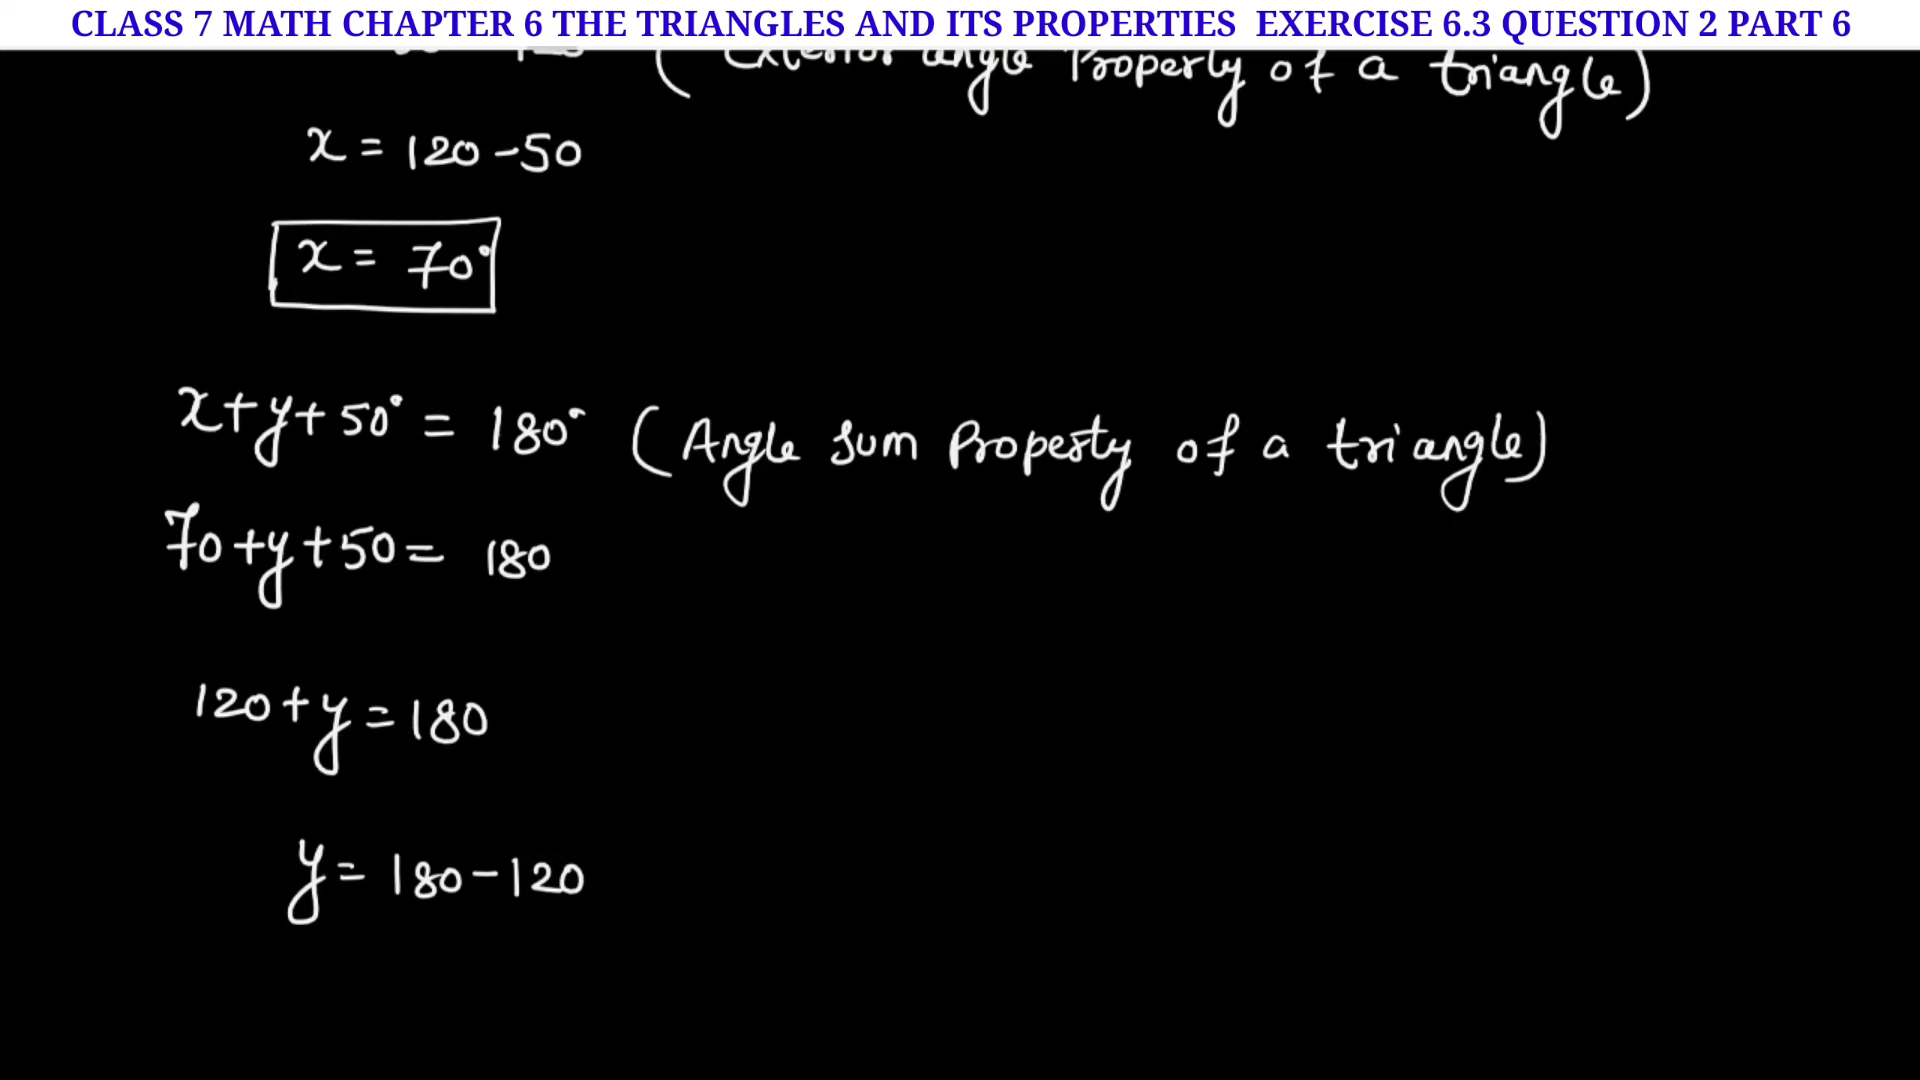 CLASS 7 MATH CHAPTER 6 THE TRIANGLES AND ITS PROPERTIES EXERCISE 6.3 QUESTION 2 PART 6
(Exterior angle Property of a triangle)
x = 120 - 50
x = 70°
x + y + 50° = 180° (Angle sum Property of a triangle)
70 + y + 50 = 180
120 + y = 180
y = 180 - 120